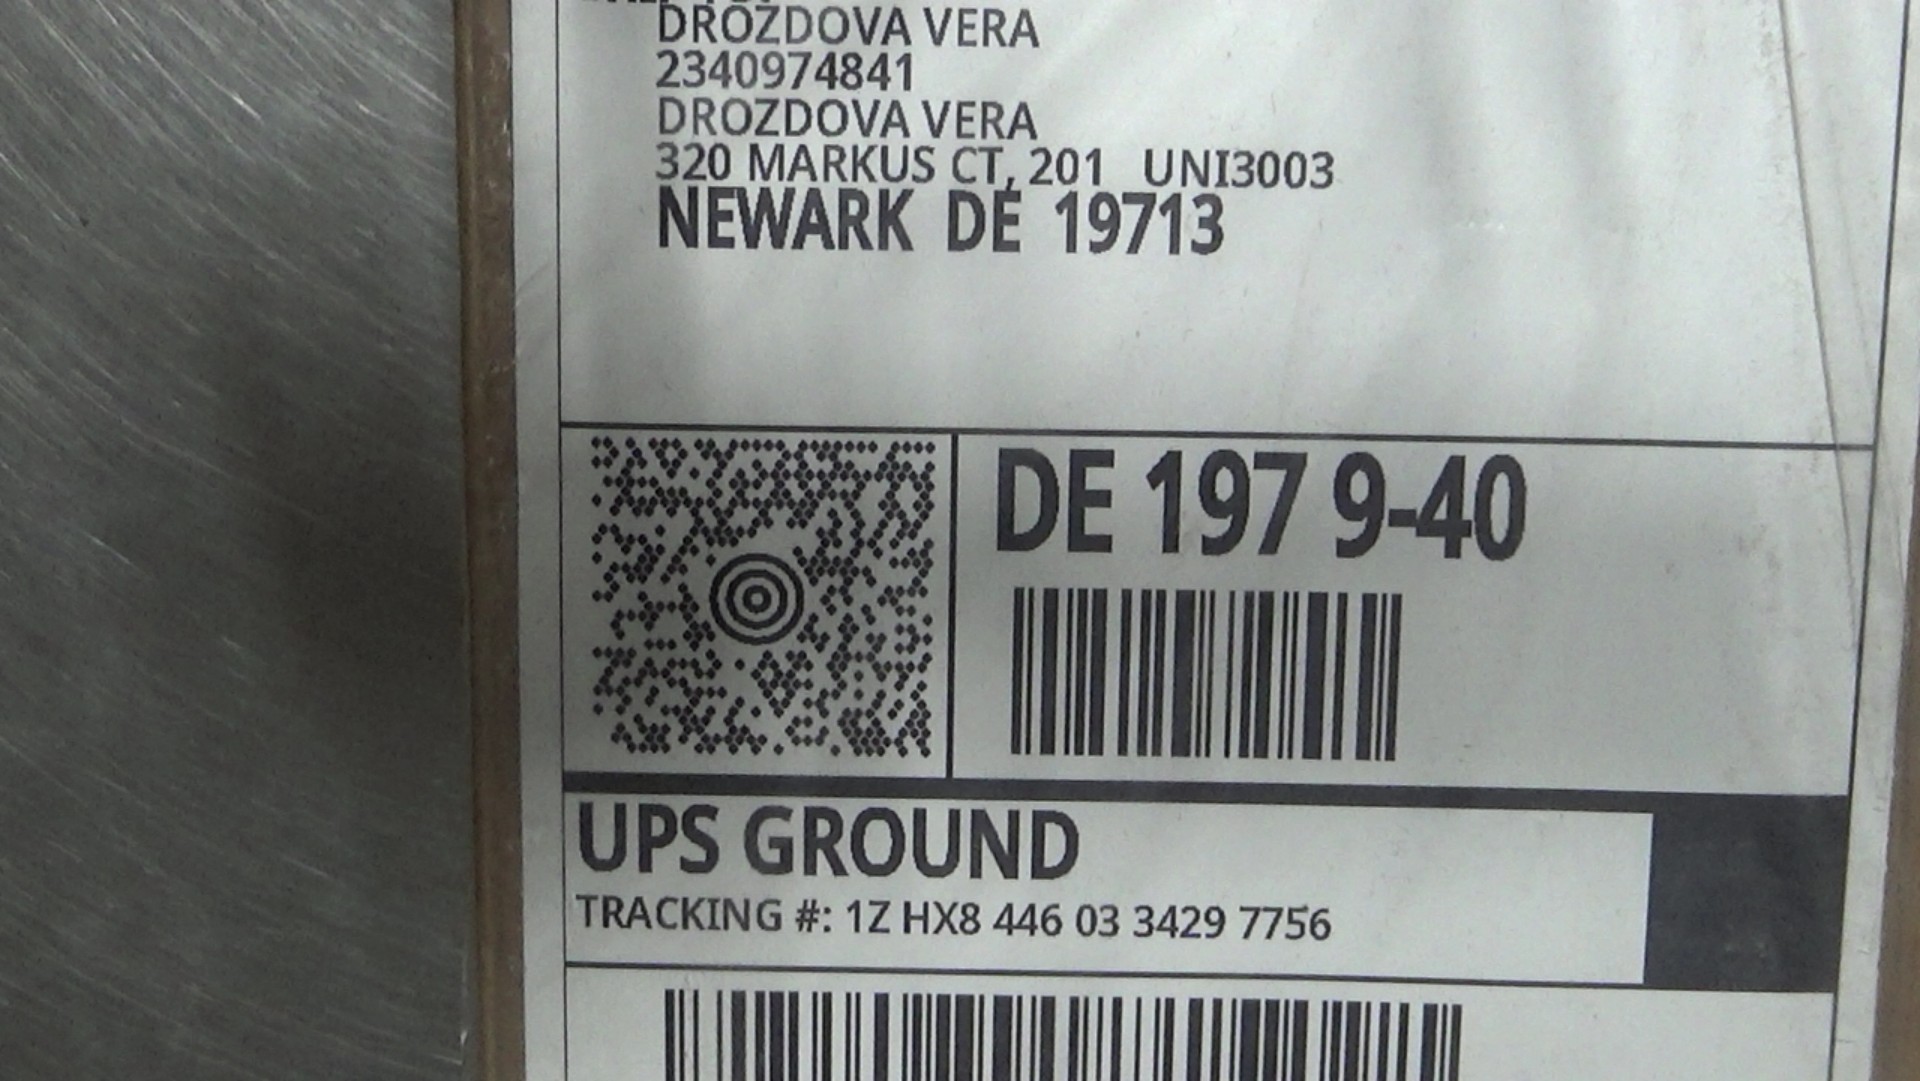 DROZDOVA VERA
2340974841
DROZDOVA VERA
320 MARKUS CT, 201 UNI3003
NEWARK DE 19713
DE 197 9-40
UPS GROUND
TRACKING #: 1Z HX8 446 03 3429 7756